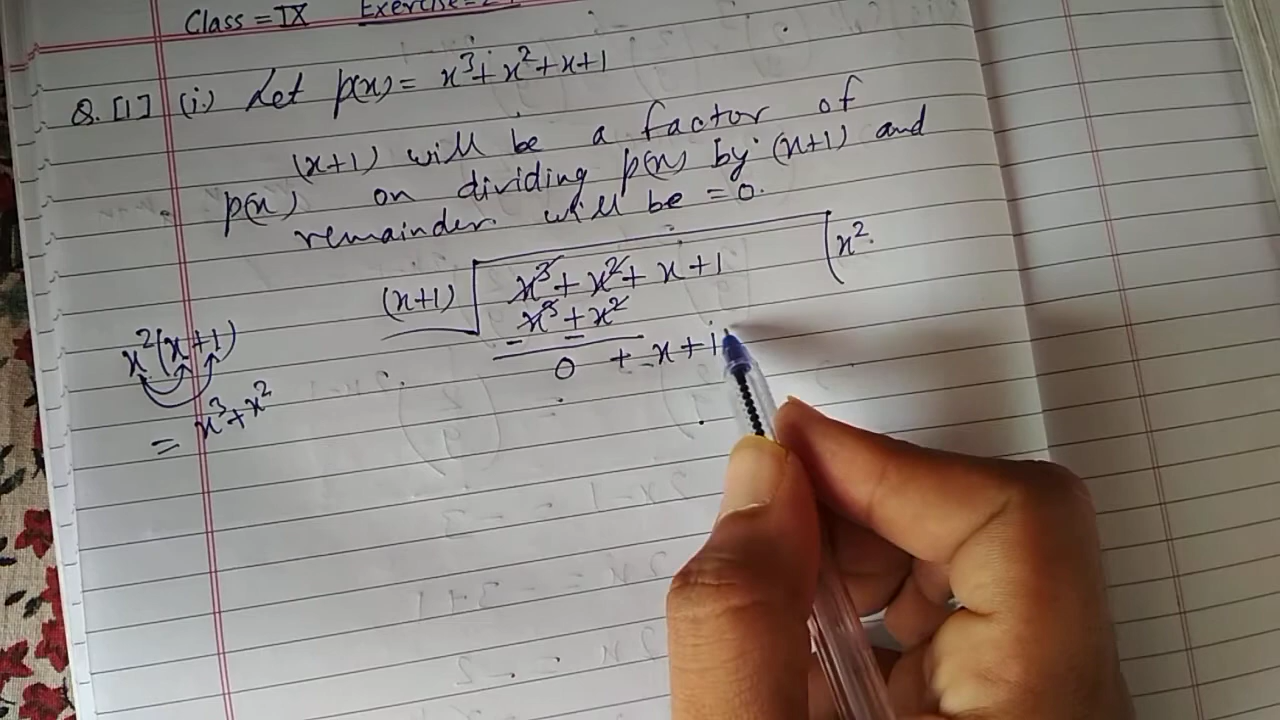 Class = IX Exercise = 2
Q. [1] (i) Let p(x) = x³ + x² + x + 1
(x+1) will be a factor of
p(x) on dividing p(x) by (x+1) and
remainder will be = 0.
(x+1) x³ + x² + x + 1 x²
x³ + x²
- -
0 + x + 1
x²(x+1)
= x³ + x²